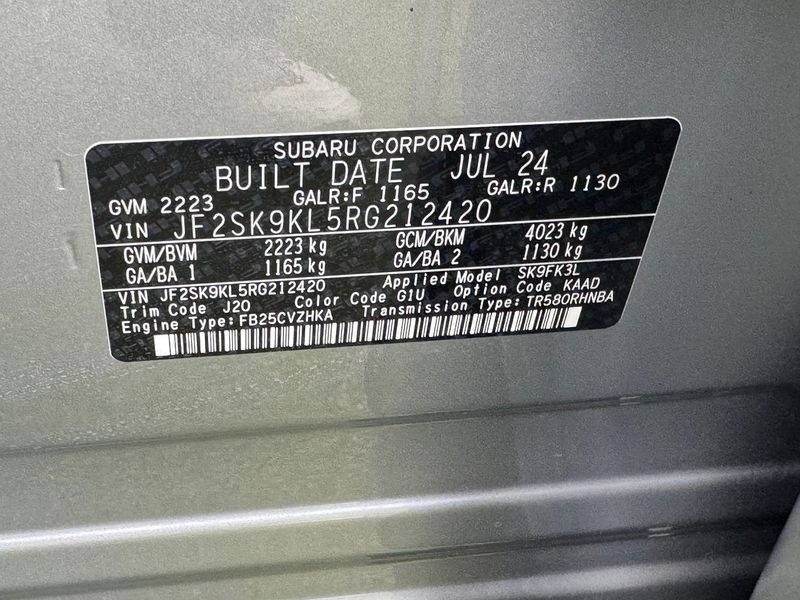 SUBARU CORPORATION
BUILT DATE JUL 24
GVM 2223 GALR:F 1165 GALR:R 1130
VIN JF2SK9KL5RG212420
GVM/BVM 2223 kg GCM/BKM 4023 kg
GA/BA 1 1165 kg GA/BA 2 1130 kg
VIN JF2SK9KL5RG212420 Applied Model SK9FK3L
Trim Code J20 Color Code G1U Option Code KAAD
Engine Type:FB25CVZHKA Transmission Type:TR580RHNBA